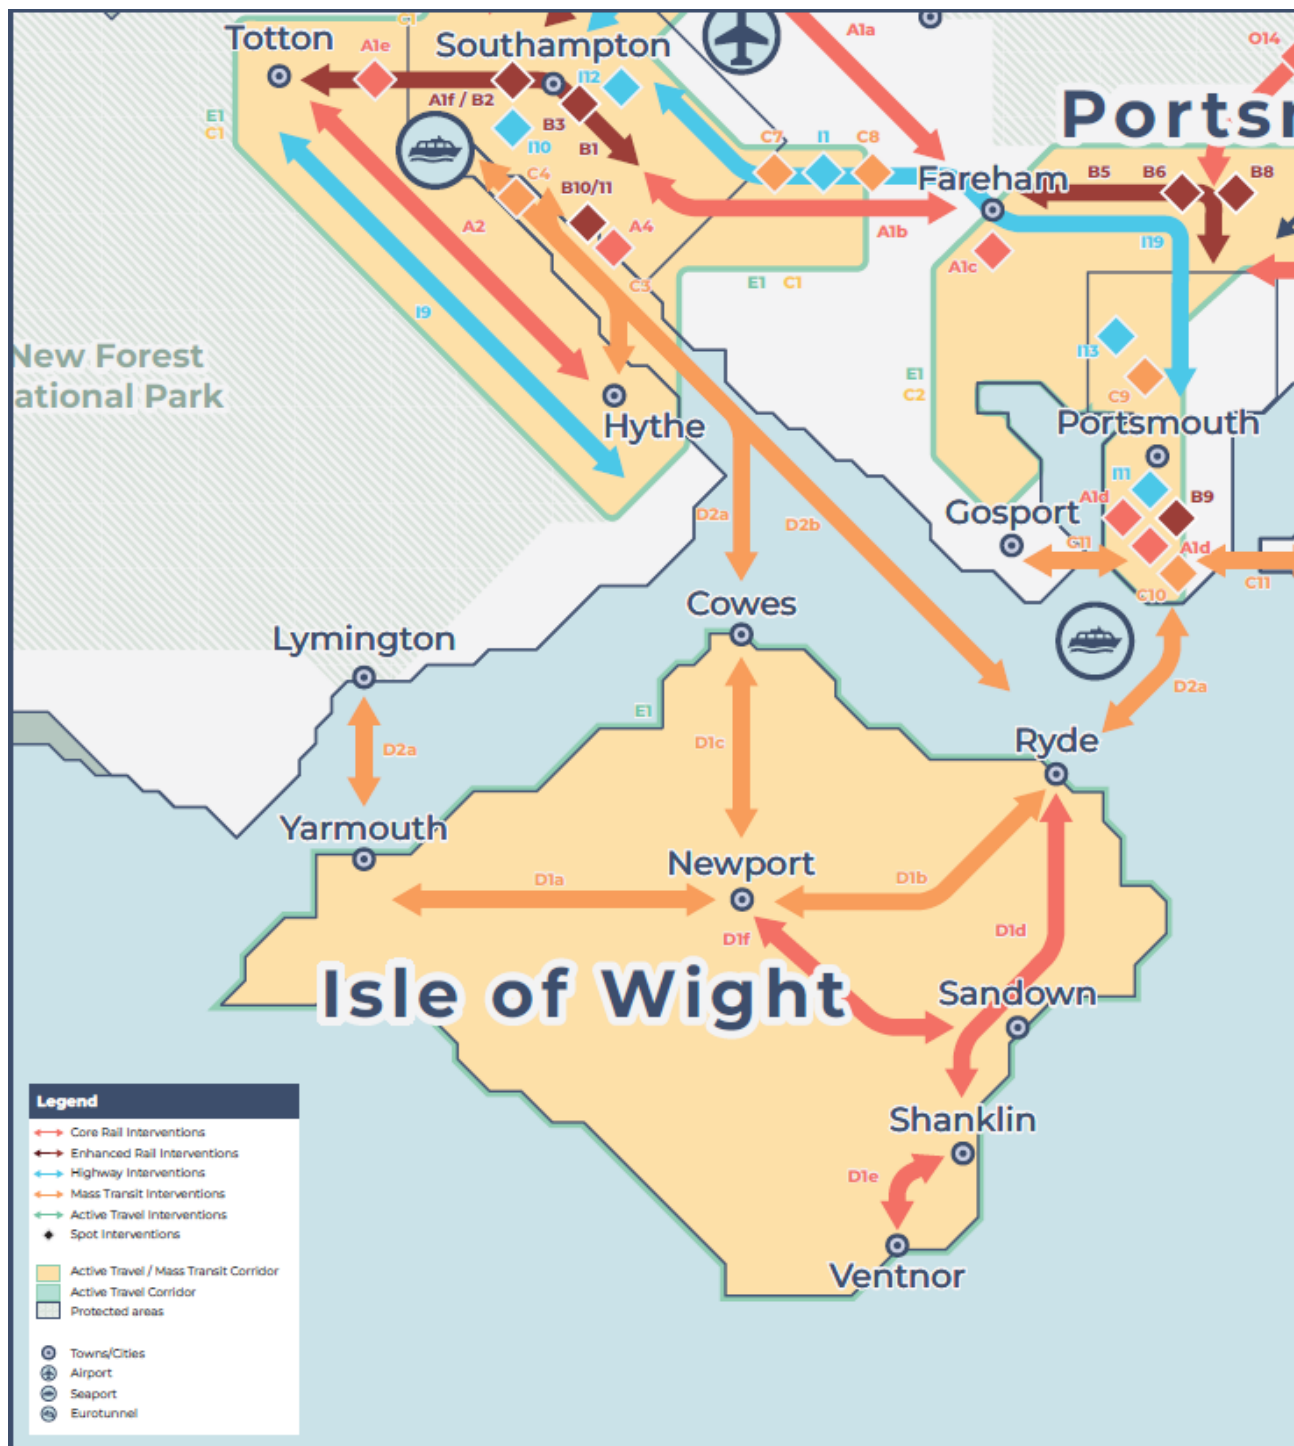 C1
A1a
Totton
A1e
Southampton
O14
I12
A1f / B2
Ports
E1
C1
B3
I10
B1
C7
I1
C8
C4
Fareham
B5
B6
B8
B10/11
A2
A4
A1b
I19
A1c
C3
E1
C1
I9
New Forest
ational Park
I13
E1
C2
C9
Hythe
Portsmouth
I11
A1d
B9
D2a
D2b
Gosport
C11
A1d
C11
C10
Cowes
Lymington
D2a
E1
D1c
Ryde
D2a
Yarmouth
Newport
D1a
D1b
D1f
D1d
Isle of Wight
Sandown
Shanklin
D1e
Ventnor
Legend
Core Rail Interventions
Enhanced Rail Interventions
Highway Interventions
Mass Transit Interventions
Active Travel Interventions
Spot Interventions
Active Travel / Mass Transit Corridor
Active Travel Corridor
Protected areas
Towns/Cities
Airport
Seaport
Eurotunnel